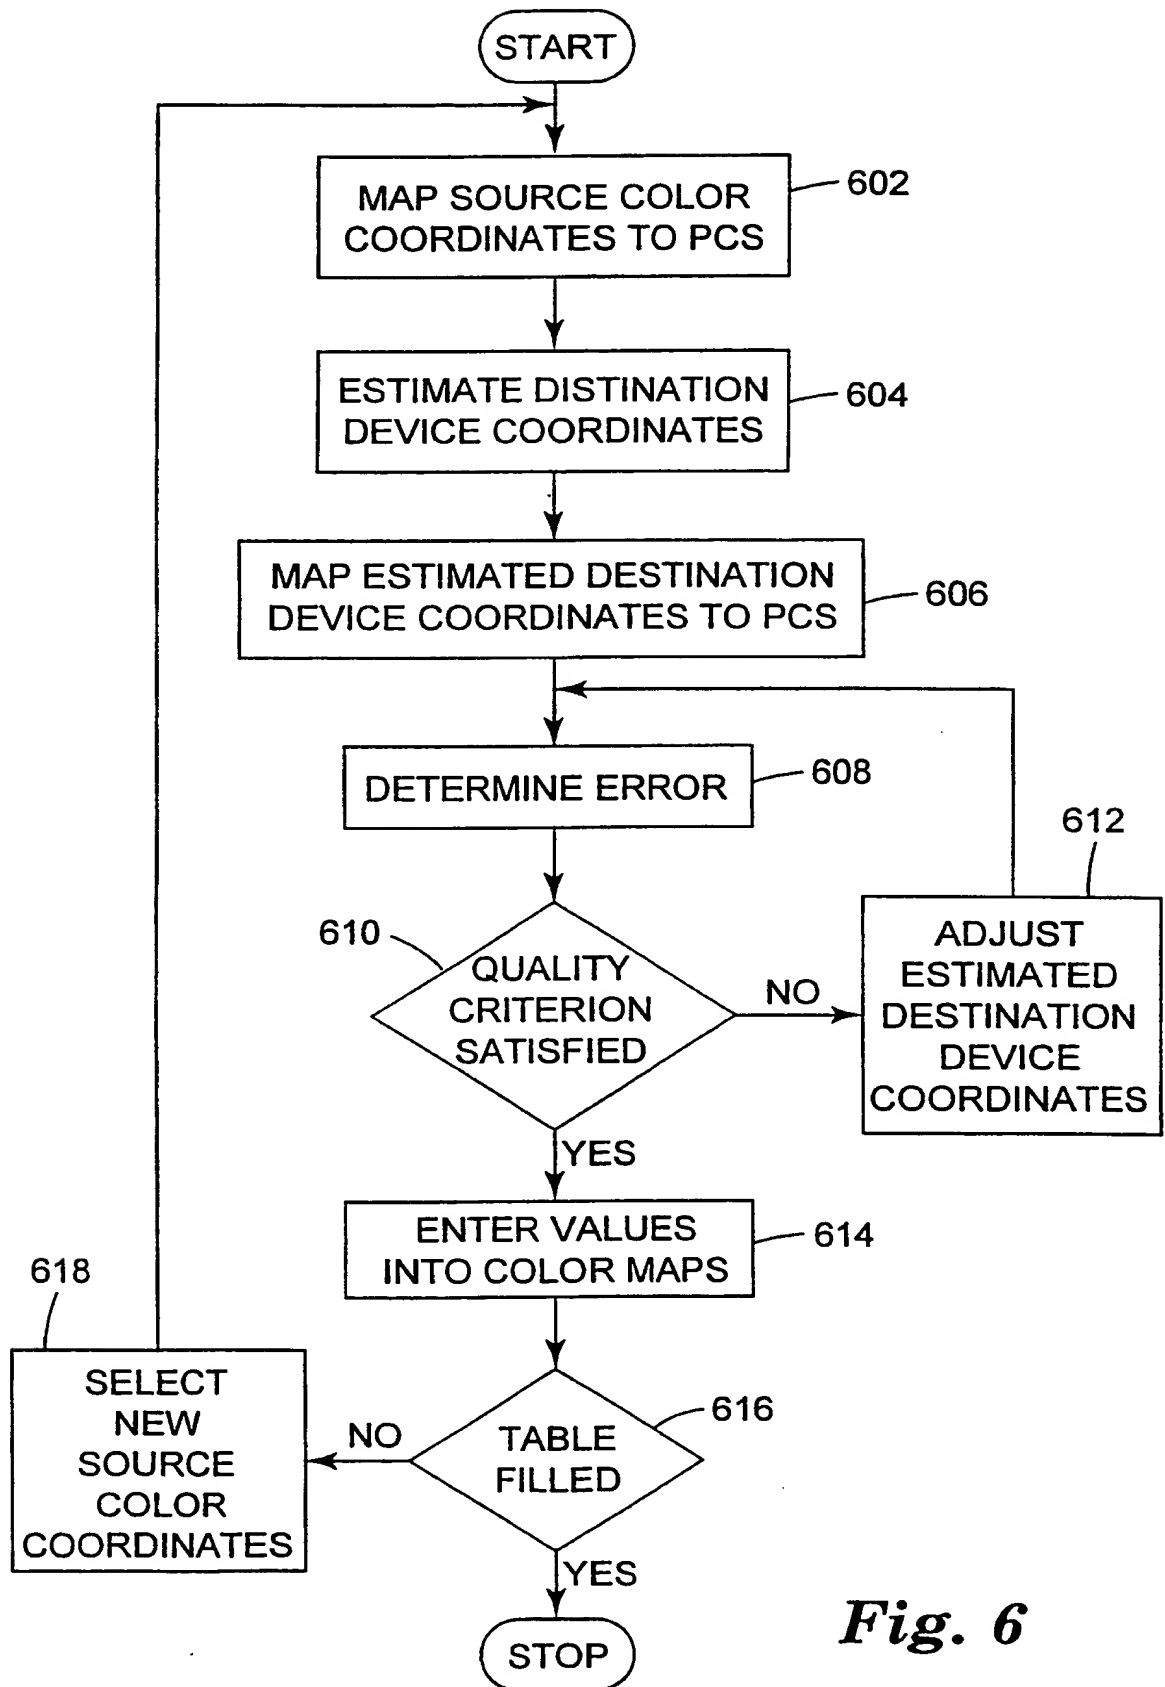 START
MAP SOURCE COLOR
COORDINATES TO PCS
602
ESTIMATE DISTINATION
DEVICE COORDINATES
604
MAP ESTIMATED DESTINATION
DEVICE COORDINATES TO PCS
606
DETERMINE ERROR
608
610
QUALITY
CRITERION
SATISFIED
NO
612
ADJUST
ESTIMATED
DESTINATION
DEVICE
COORDINATES
YES
ENTER VALUES
INTO COLOR MAPS
614
618
SELECT
NEW
SOURCE
COLOR
COORDINATES
NO
TABLE
FILLED
616
YES
STOP
Fig. 6